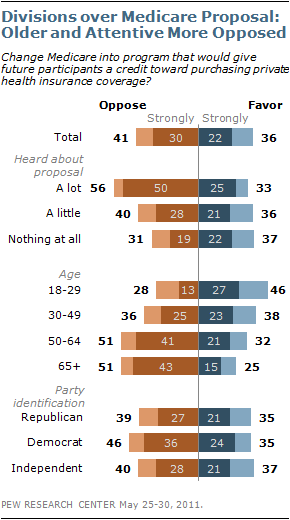 Divisions over Medicare Proposal:
Older and Attentive More Opposed
Change Medicare into program that would give
future participants a credit toward purchasing private
health insurance coverage?
Oppose Favor
Strongly Strongly
Total 41 30 22 36
Heard about
proposal
A lot 56 50 25 33
A little 40 28 21 36
Nothing at all 31 19 22 37
Age
18-29 28 13 27 46
30-49 36 25 23 38
50-64 51 41 21 32
65+ 51 43 15 25
Party
identification
Republican 39 27 21 35
Democrat 46 36 24 35
Independent 40 28 21 37
PEW RESEARCH CENTER May 25-30, 2011.